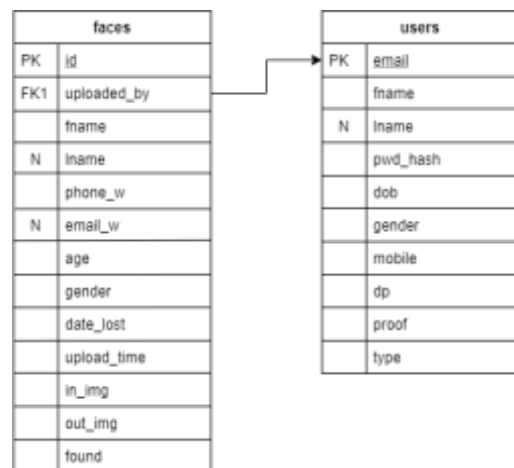 faces
PK id
FK1 uploaded_by
fname
N lname
phone_w
N email_w
age
gender
date_lost
upload_time
in_img
out_img
found
users
PK email
fname
N lname
pwd_hash
dob
gender
mobile
dp
proof
type